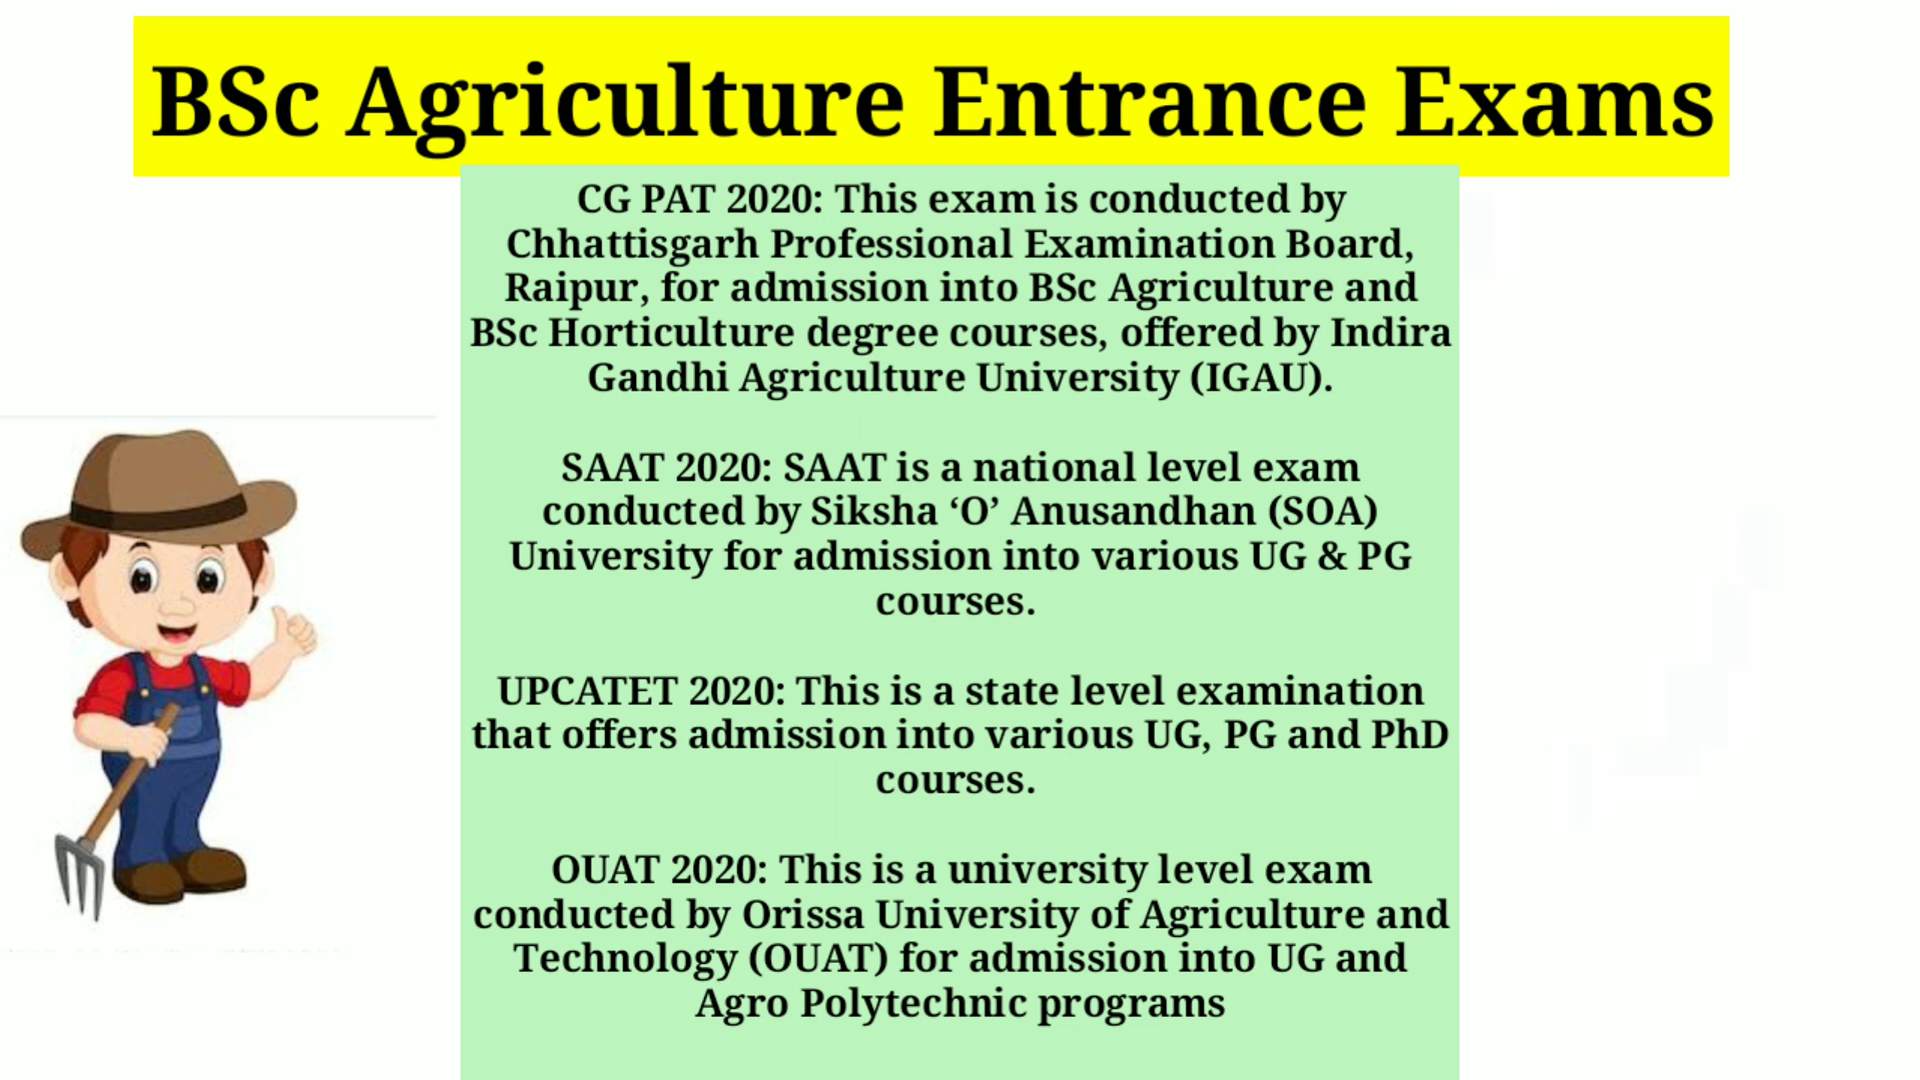 BSc Agriculture Entrance Exams
CG PAT 2020: This exam is conducted by
Chhattisgarh Professional Examination Board,
Raipur, for admission into BSc Agriculture and
BSc Horticulture degree courses, offered by Indira
Gandhi Agriculture University (IGAU).
SAAT 2020: SAAT is a national level exam
conducted by Siksha ‘O’ Anusandhan (SOA)
University for admission into various UG & PG
courses.
UPCATET 2020: This is a state level examination
that offers admission into various UG, PG and PhD
courses.
OUAT 2020: This is a university level exam
conducted by Orissa University of Agriculture and
Technology (OUAT) for admission into UG and
Agro Polytechnic programs